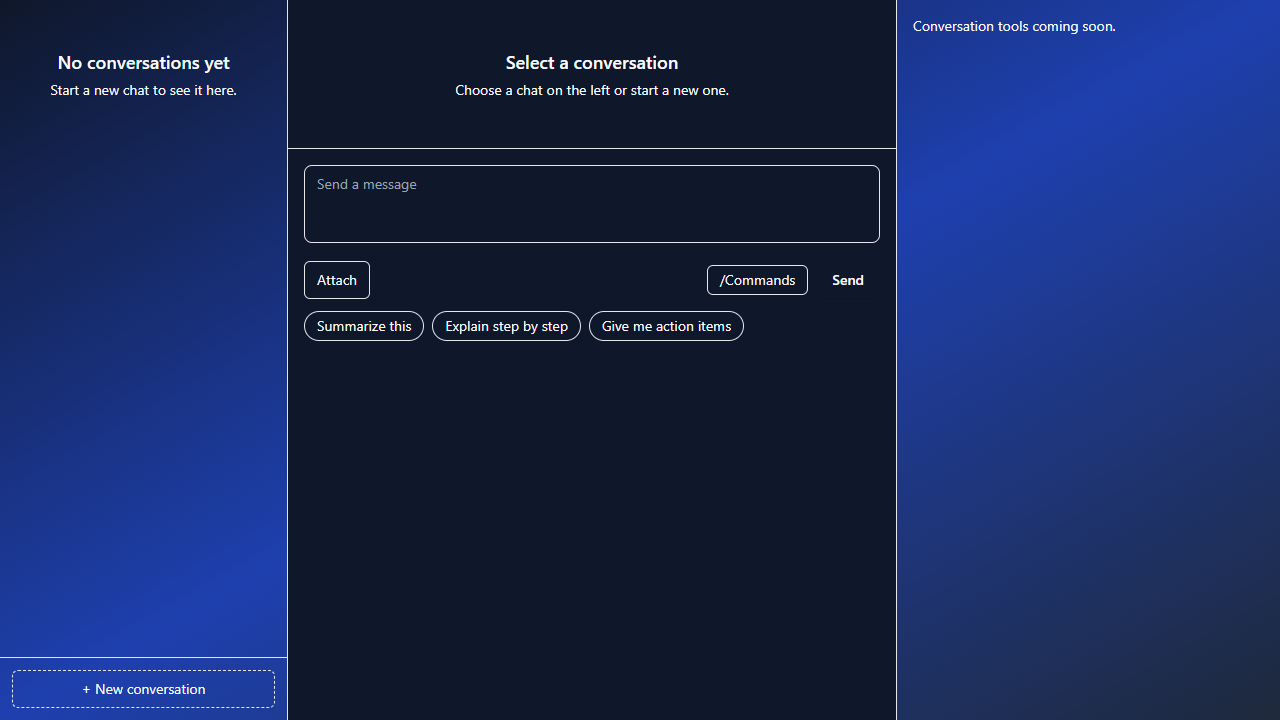 No conversations yet
Start a new chat to see it here.
+ New conversation
Select a conversation
Choose a chat on the left or start a new one.
Send a message
Attach
/Commands
Send
Summarize this
Explain step by step
Give me action items
Conversation tools coming soon.